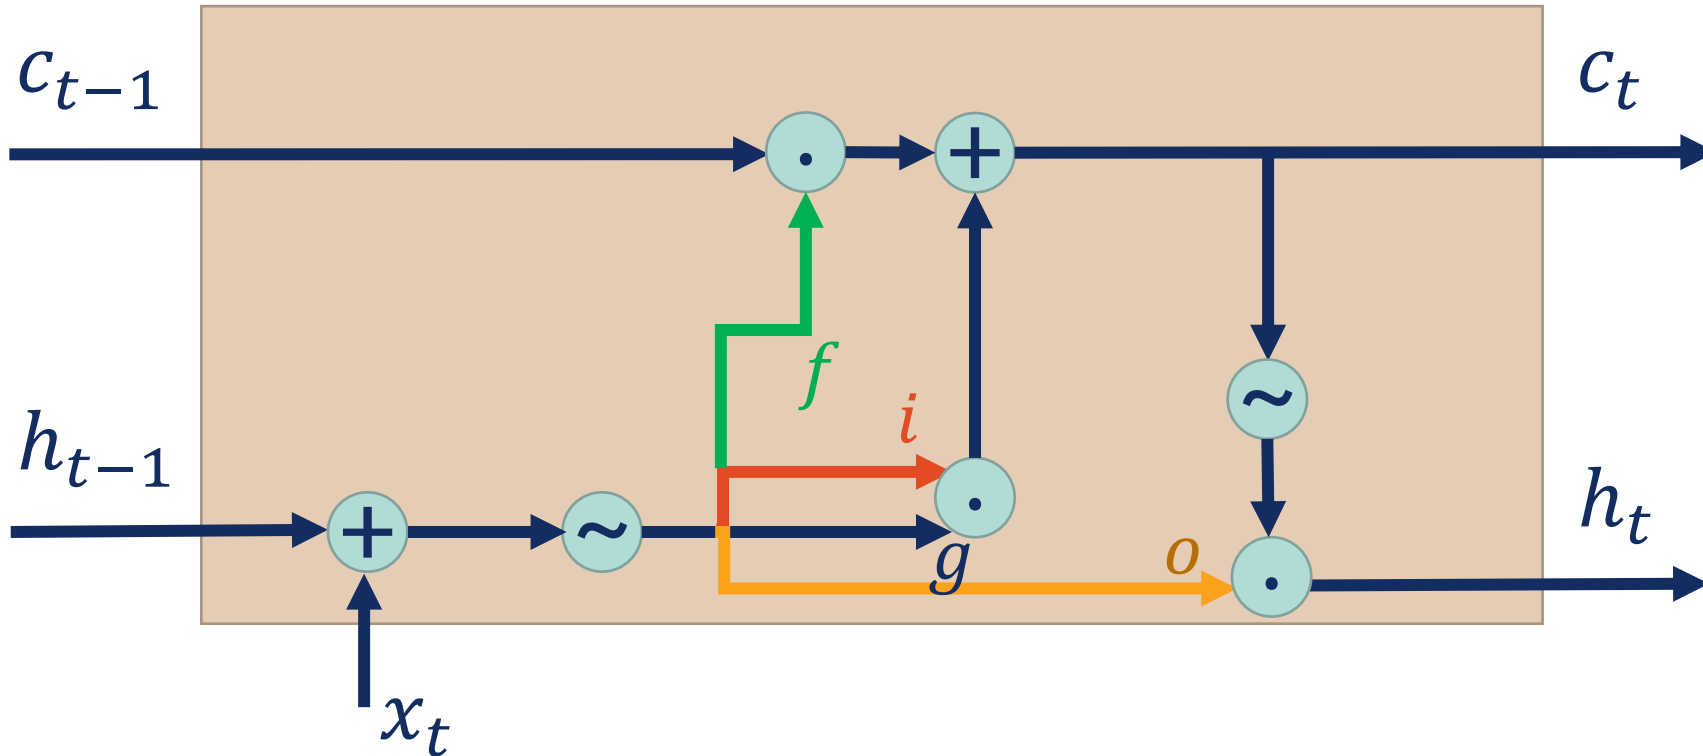 c_{t-1}
c_t
· +
f
~
i
h_{t-1}
h_t
+ ~ · g o ·
x_t